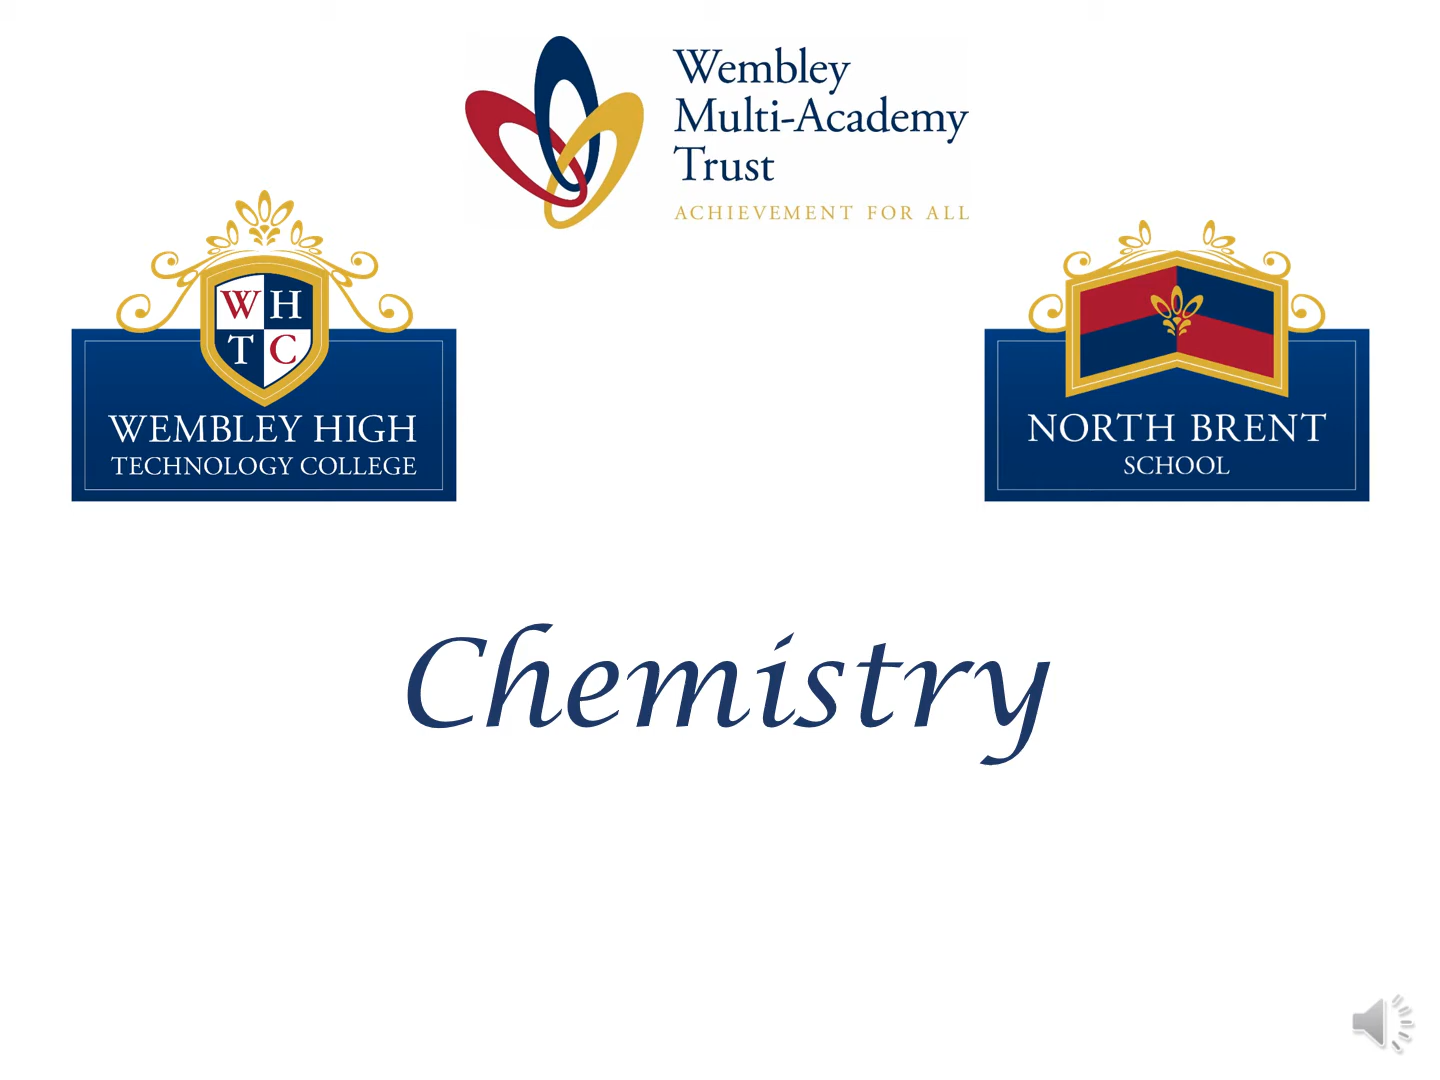 Wembley
Multi-Academy
Trust
ACHIEVEMENT FOR ALL
W H
T C
WEMBLEY HIGH
TECHNOLOGY COLLEGE
NORTH BRENT
SCHOOL
Chemistry